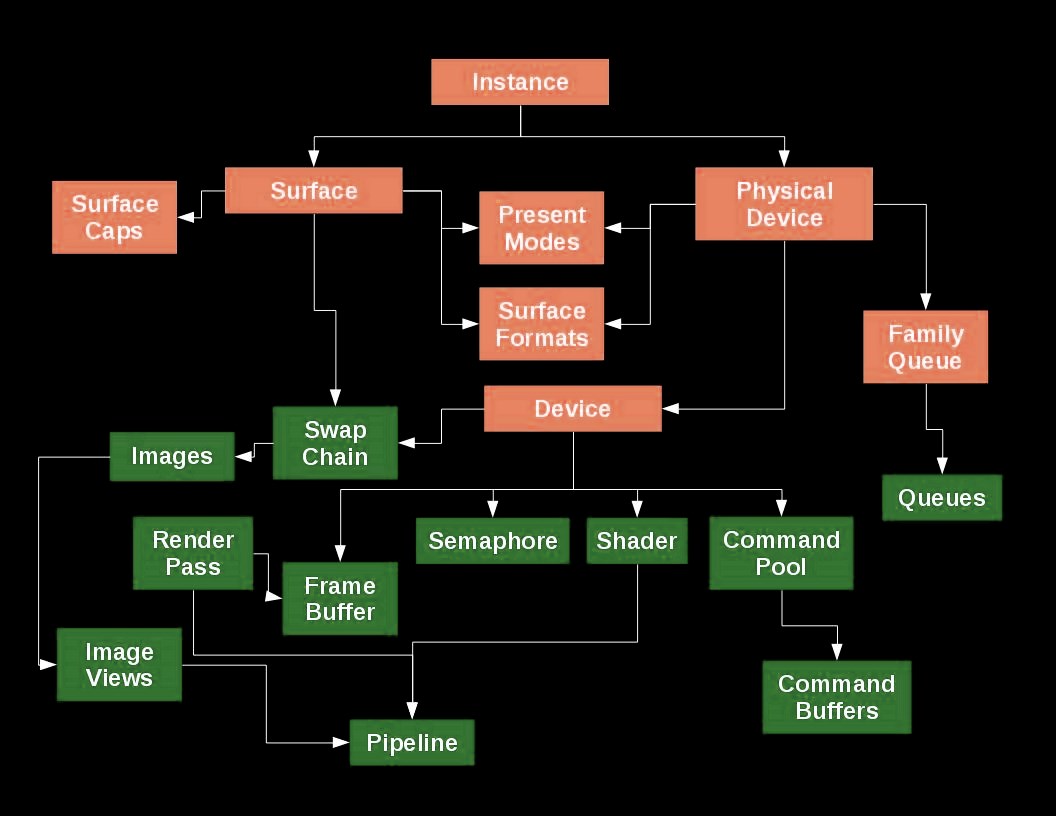 Instance
Surface
Physical
Device
Surface
Caps
Present
Modes
Surface
Formats
Family
Queue
Device
Swap
Chain
Images
Queues
Render
Pass
Semaphore
Shader
Command
Pool
Frame
Buffer
Image
Views
Command
Buffers
Pipeline